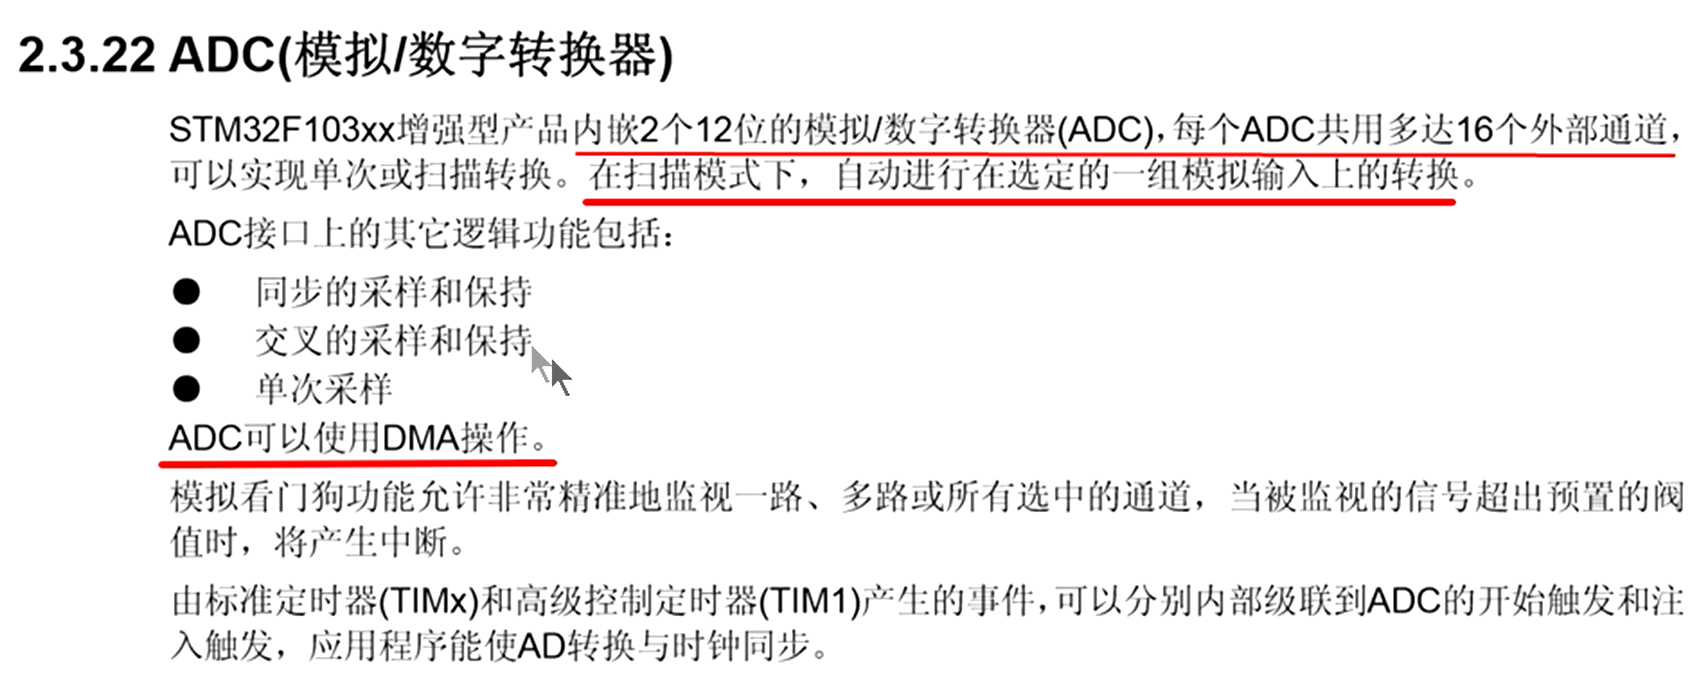 2.3.22 ADC(模拟/数字转换器)
STM32F103xx增强型产品内嵌2个12位的模拟/数字转换器(ADC)，每个ADC共用多达16个外部通道，
可以实现单次或扫描转换。在扫描模式下，自动进行在选定的一组模拟输入上的转换。
ADC接口上的其它逻辑功能包括：
● 同步的采样和保持
● 交叉的采样和保持
● 单次采样
ADC可以使用DMA操作。
模拟看门狗功能允许非常精准地监视一路、多路或所有选中的通道，当被监视的信号超出预置的阀
值时，将产生中断。
由标准定时器(TIMx)和高级控制定时器(TIM1)产生的事件，可以分别内部级联到ADC的开始触发和注
入触发，应用程序能使AD转换与时钟同步。